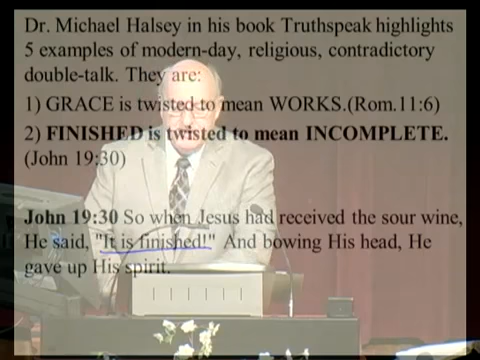 Dr. Michael Halsey in his book Truthspeak highlights
5 examples of modern-day, religious, contradictory
double-talk. They are:
1) GRACE is twisted to mean WORKS.(Rom.11:6)
2) FINISHED is twisted to mean INCOMPLETE.
(John 19:30)
John 19:30 So when Jesus had received the sour wine,
He said, "It is finished!" And bowing His head, He
gave up His spirit.